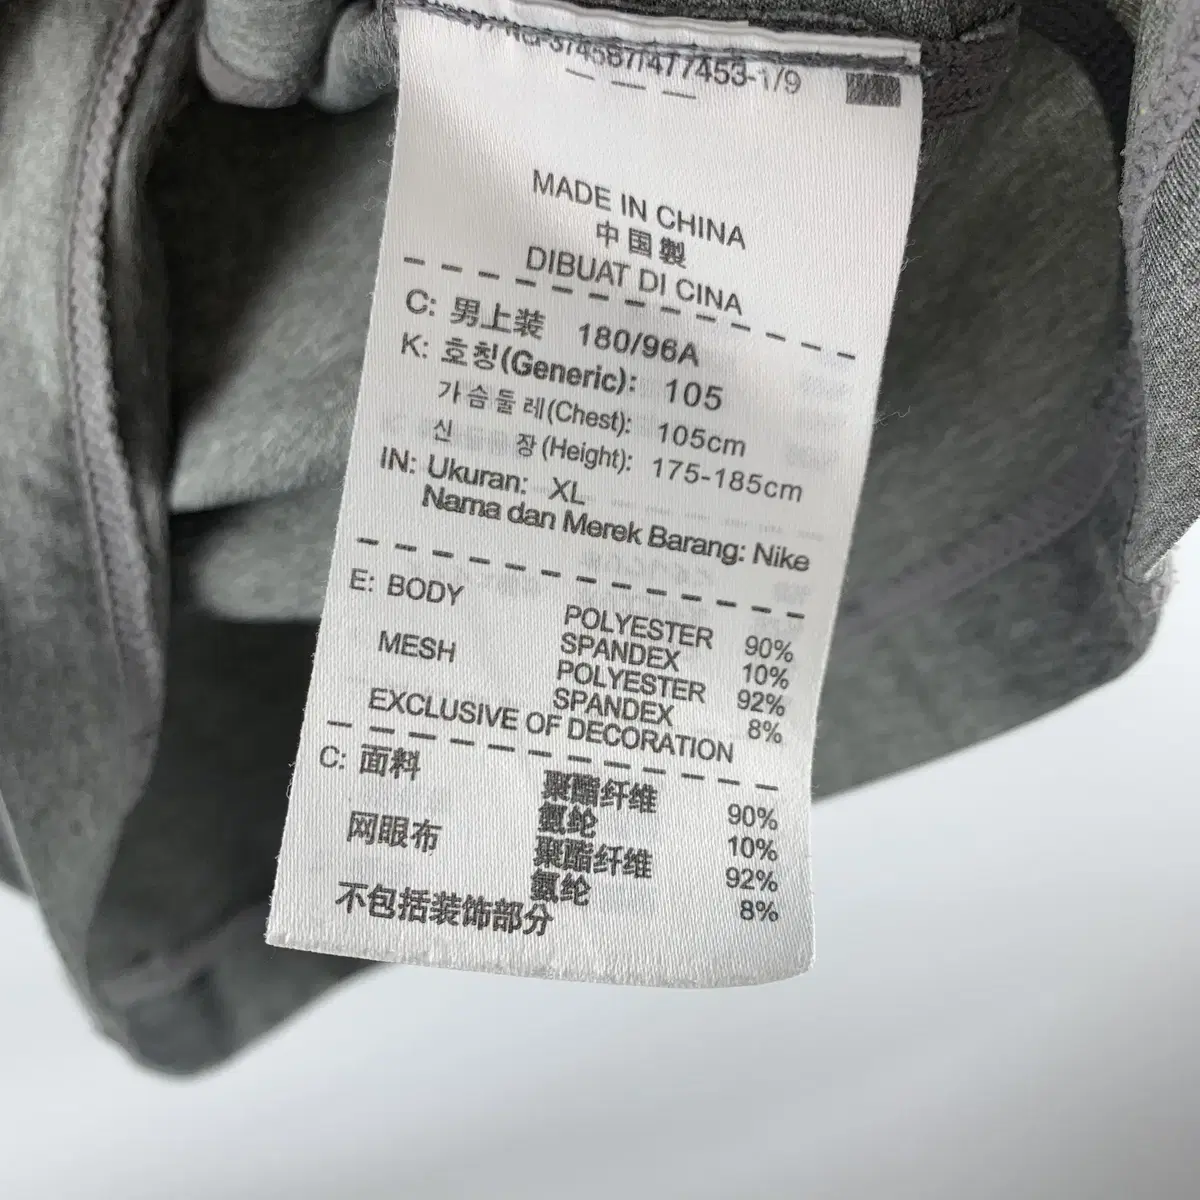 477453-1/9
MADE IN CHINA
中国製
DIBUAT DI CINA
C: 男上装 180/96A
K: 호칭(Generic): 105
가슴둘레(Chest): 105cm
신 장(Height): 175-185cm
IN: Ukuran: XL
Nama dan Merek Barang: Nike
E: BODY POLYESTER 90%
SPANDEX 10%
MESH POLYESTER 92%
SPANDEX 8%
EXCLUSIVE OF DECORATION
C: 面料 聚酯纤维 90%
氨纶 10%
网眼布 聚酯纤维 92%
氨纶 8%
不包括装饰部分